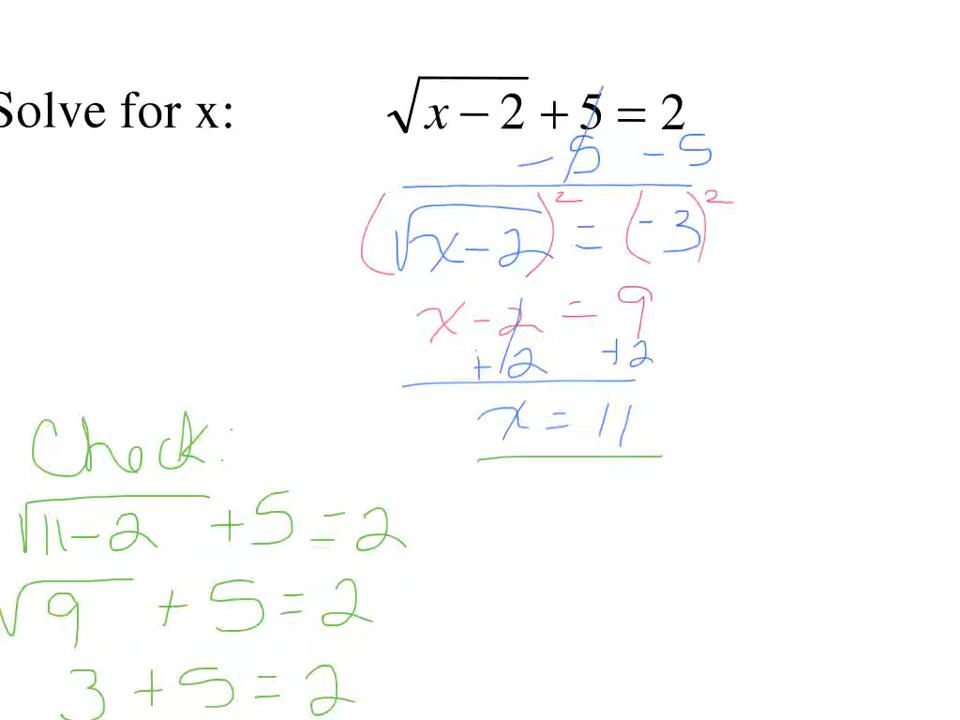 Solve for x: √x − 2 + 5 = 2
− 5 − 5
(√x − 2)² = (− 3)²
x − 2 = 9
+ 2 + 2
x = 11
Check:
√11 − 2 + 5 = 2
√9 + 5 = 2
3 + 5 = 2